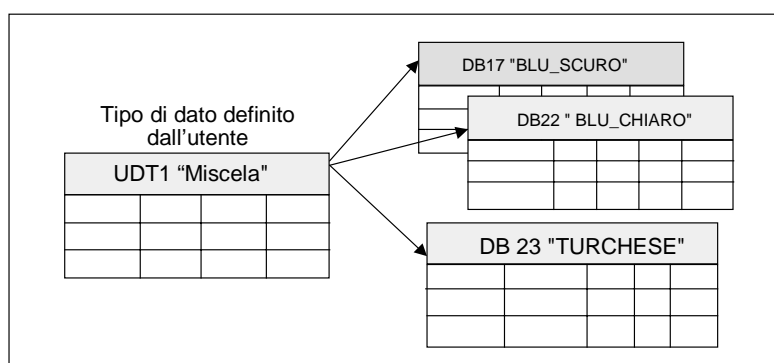 DB17 "BLU_SCURO"
DB22 " BLU_CHIARO"
Tipo di dato definito
dall'utente
UDT1 “Miscela"
DB 23 "TURCHESE"